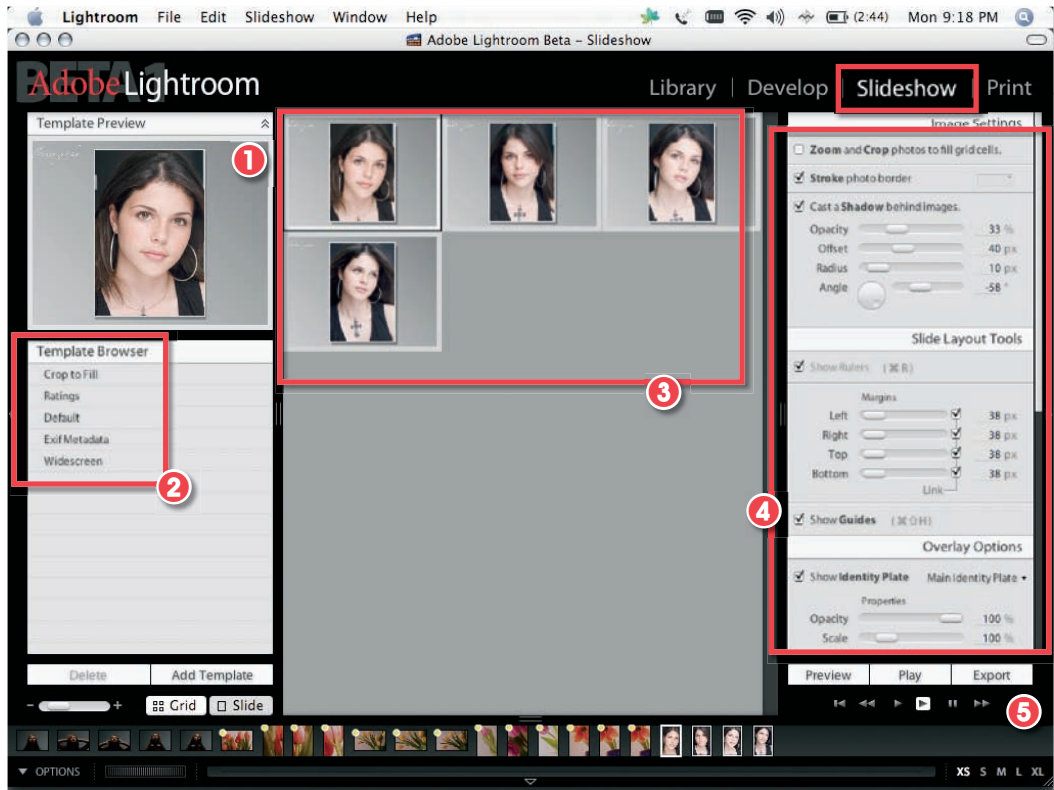 Lightroom File Edit Slideshow Window Help (2:44) Mon 9:18 PM
Adobe Lightroom Beta – Slideshow
BETA 1
Adobe Lightroom
Library | Develop | Slideshow | Print
Template Preview
1
Template Browser
Crop to Fill
Ratings
Default
Exif Metadata
Widescreen
2
Delete Add Template
- + Grid Slide
3
Image Settings
Zoom and Crop photos to fill grid cells.
Stroke photo border
Cast a Shadow behind images.
Opacity 33 %
Offset 40 px
Radius 10 px
Angle -58 °
Slide Layout Tools
Show Rulers (⌘R)
Margins
Left 38 px
Right 38 px
Top 38 px
Bottom 38 px
Link
4
Show Guides (⌘⇧H)
Overlay Options
Show Identity Plate Main Identity Plate
Properties
Opacity 100 %
Scale 100 %
Preview Play Export
5
OPTIONS
XS S M L XL